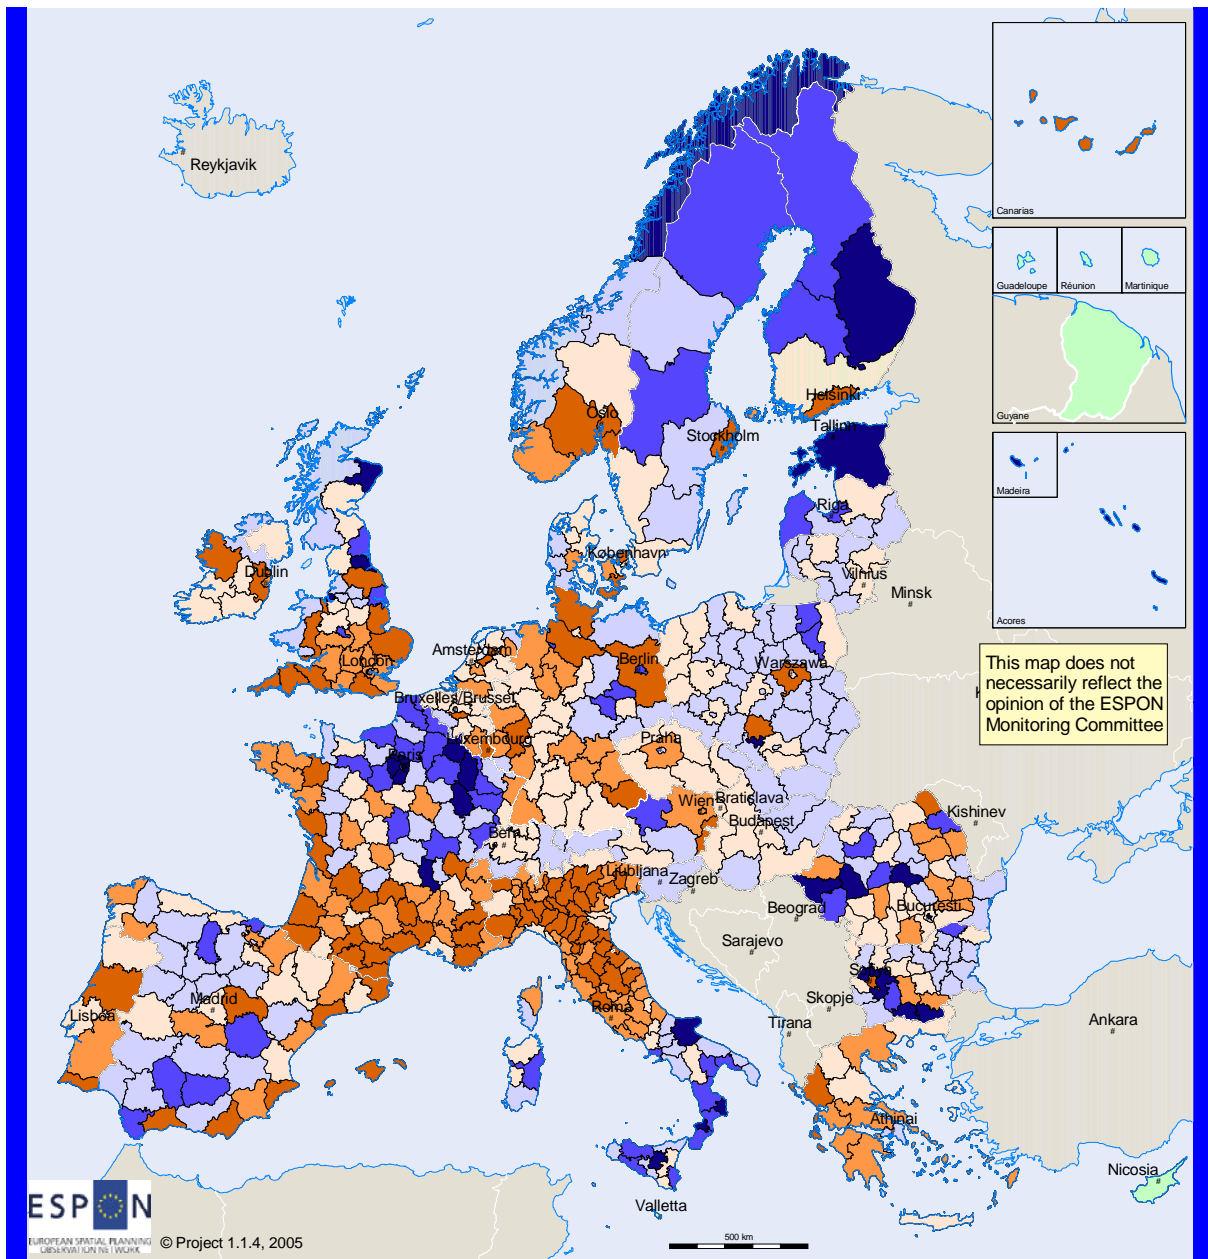 Reykjavik
Canarias
Guadeloupe
Réunion
Martinique
Guyane
Oslo
Helsinki
Stockholm
Tallinn
Madeira
Riga
Acores
København
Dublin
Vilnius
Minsk
London
Amsterdam
Berlin
Warszawa
Bruxelles/Brussel
This map does not
necessarily reflect the
opinion of the ESPON
Monitoring Committee
Luxembourg
Praha
Paris
Wien
Bratislava
Kishinev
Budapest
Bern
Ljubljana
Zagreb
Beograd
Bucuresti
Sarajevo
Madrid
Lisboa
Roma
Skopje
Tirana
Ankara
Athinai
Nicosia
Valletta
ESPON
EUROPEAN SPATIAL PLANNING
OBSERVATION NETWORK
© Project 1.1.4, 2005
500 km